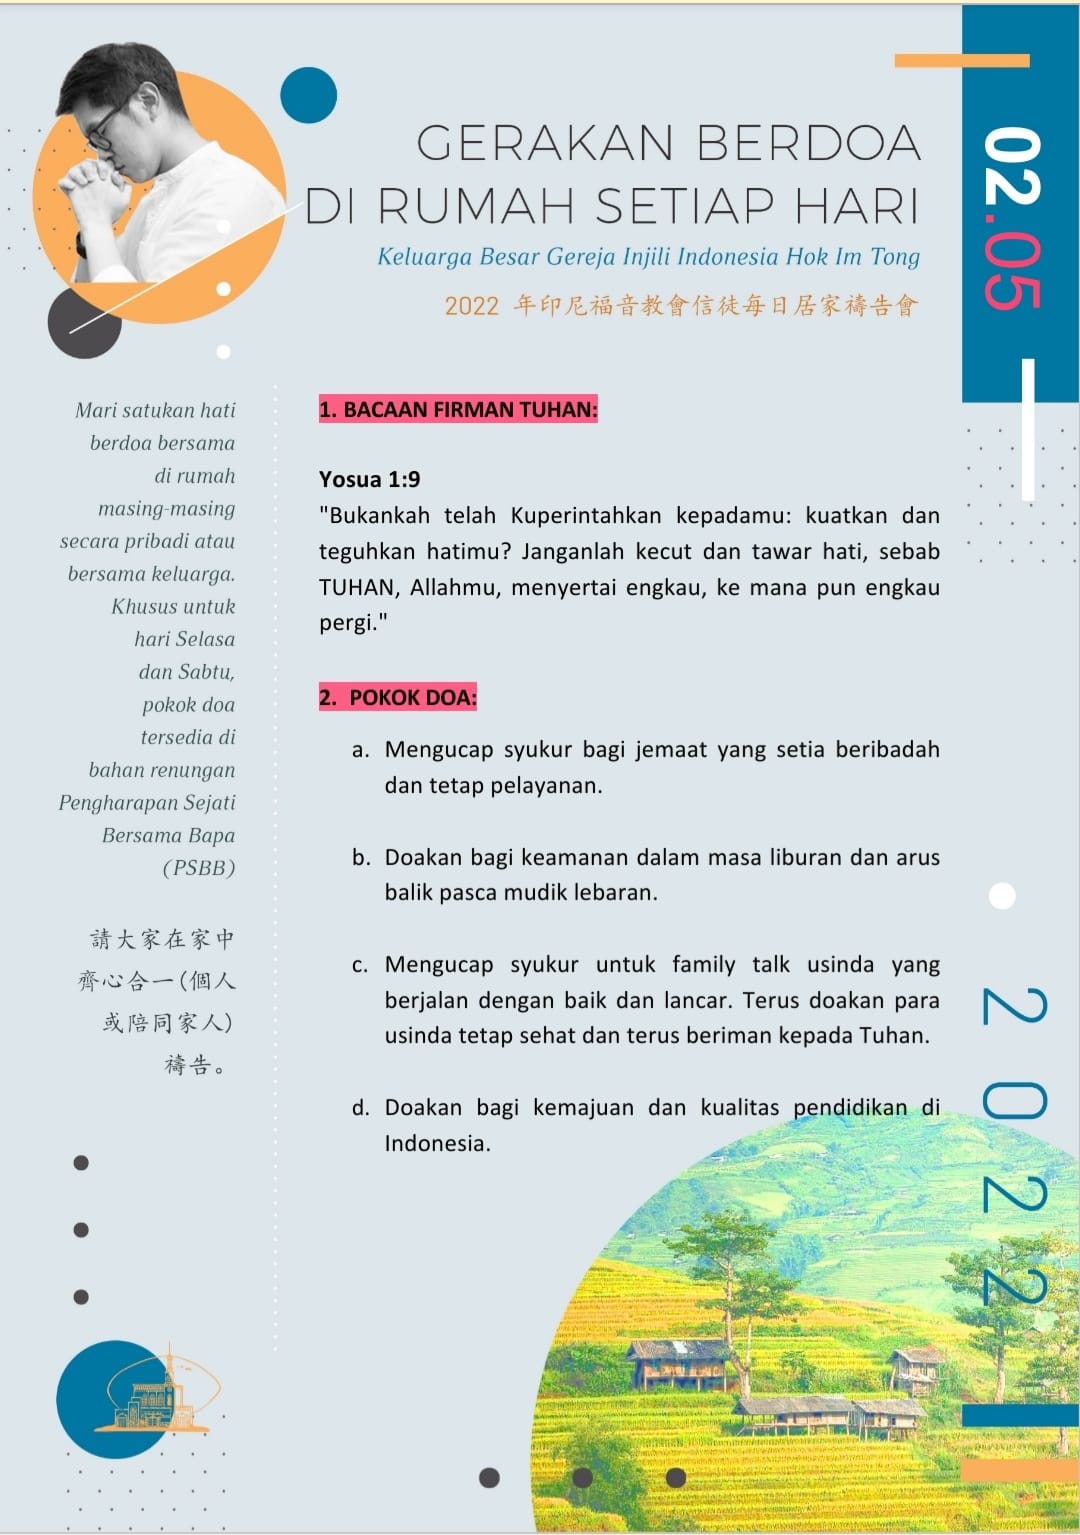 GERAKAN BERDOA
DI RUMAH SETIAP HARI
Keluarga Besar Gereja Injili Indonesia Hok Im Tong
2022 年印尼福音教會信徒每日居家禱告會
02.05
2022
Mari satukan hati
berdoa bersama
di rumah
masing-masing
secara pribadi atau
bersama keluarga.
Khusus untuk
hari Selasa
dan Sabtu,
pokok doa
tersedia di
bahan renungan
Pengharapan Sejati
Bersama Bapa
(PSBB)
請大家在家中
齊心合一(個人
或陪同家人)
禱告。
1. BACAAN FIRMAN TUHAN:
Yosua 1:9
"Bukankah telah Kuperintahkan kepadamu: kuatkan dan
teguhkan hatimu? Janganlah kecut dan tawar hati, sebab
TUHAN, Allahmu, menyertai engkau, ke mana pun engkau
pergi."
2. POKOK DOA:
a. Mengucap syukur bagi jemaat yang setia beribadah
dan tetap pelayanan.
b. Doakan bagi keamanan dalam masa liburan dan arus
balik pasca mudik lebaran.
c. Mengucap syukur untuk family talk usinda yang
berjalan dengan baik dan lancar. Terus doakan para
usinda tetap sehat dan terus beriman kepada Tuhan.
d. Doakan bagi kemajuan dan kualitas pendidikan di
Indonesia.